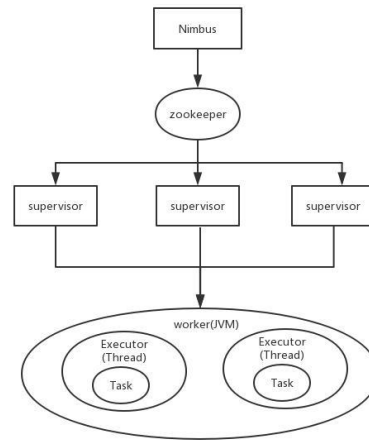 Nimbus
zookeeper
supervisor supervisor supervisor
worker(JVM)
Executor
(Thread)
Task
Executor
(Thread)
Task